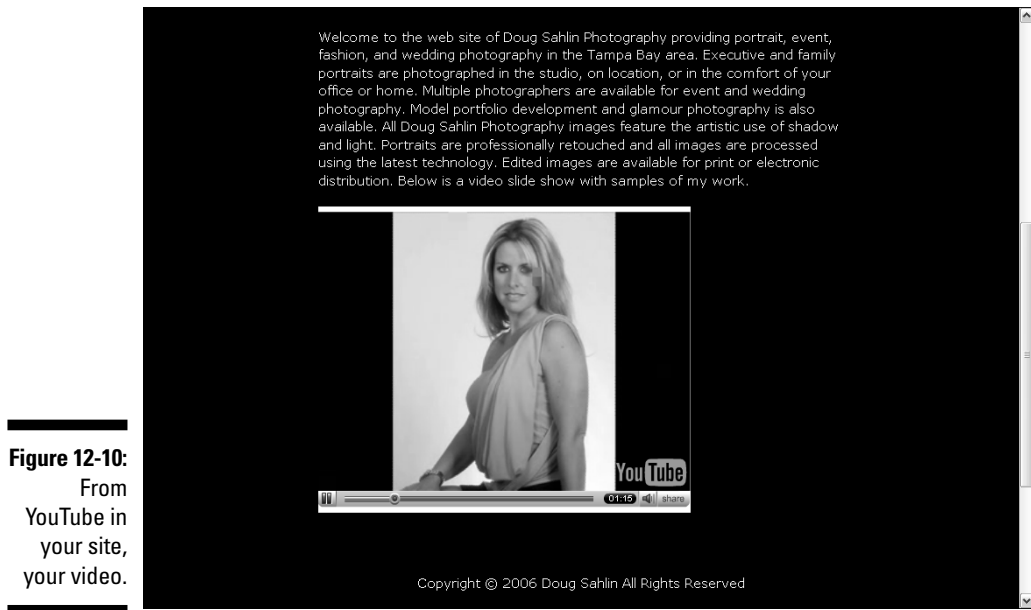 Welcome to the web site of Doug Sahlin Photography providing portrait, event,
fashion, and wedding photography in the Tampa Bay area. Executive and family
portraits are photographed in the studio, on location, or in the comfort of your
office or home. Multiple photographers are available for event and wedding
photography. Model portfolio development and glamour photography is also
available. All Doug Sahlin Photography images feature the artistic use of shadow
and light. Portraits are professionally retouched and all images are processed
using the latest technology. Edited images are available for print or electronic
distribution. Below is a video slide show with samples of my work.
YouTube
01:15
share
Copyright © 2006 Doug Sahlin All Rights Reserved
Figure 12-10:
From
YouTube in
your site,
your video.